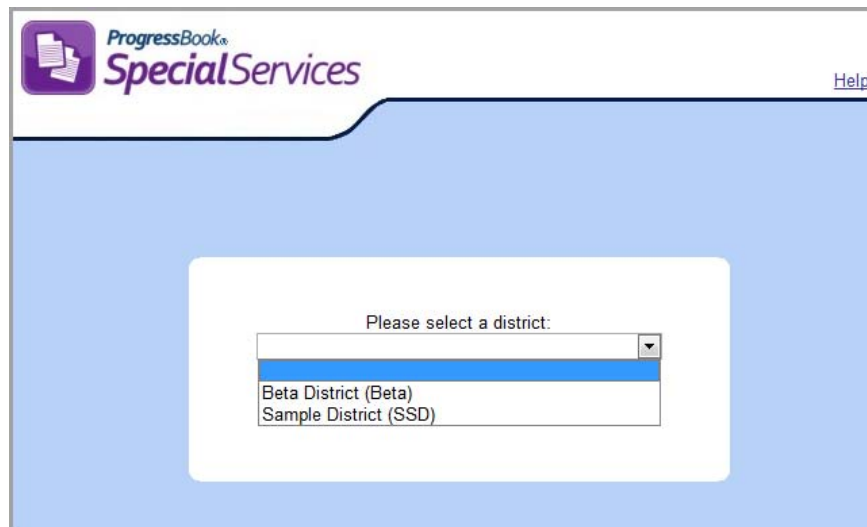 ProgressBook®
SpecialServices
Help
Please select a district:
Beta District (Beta)
Sample District (SSD)